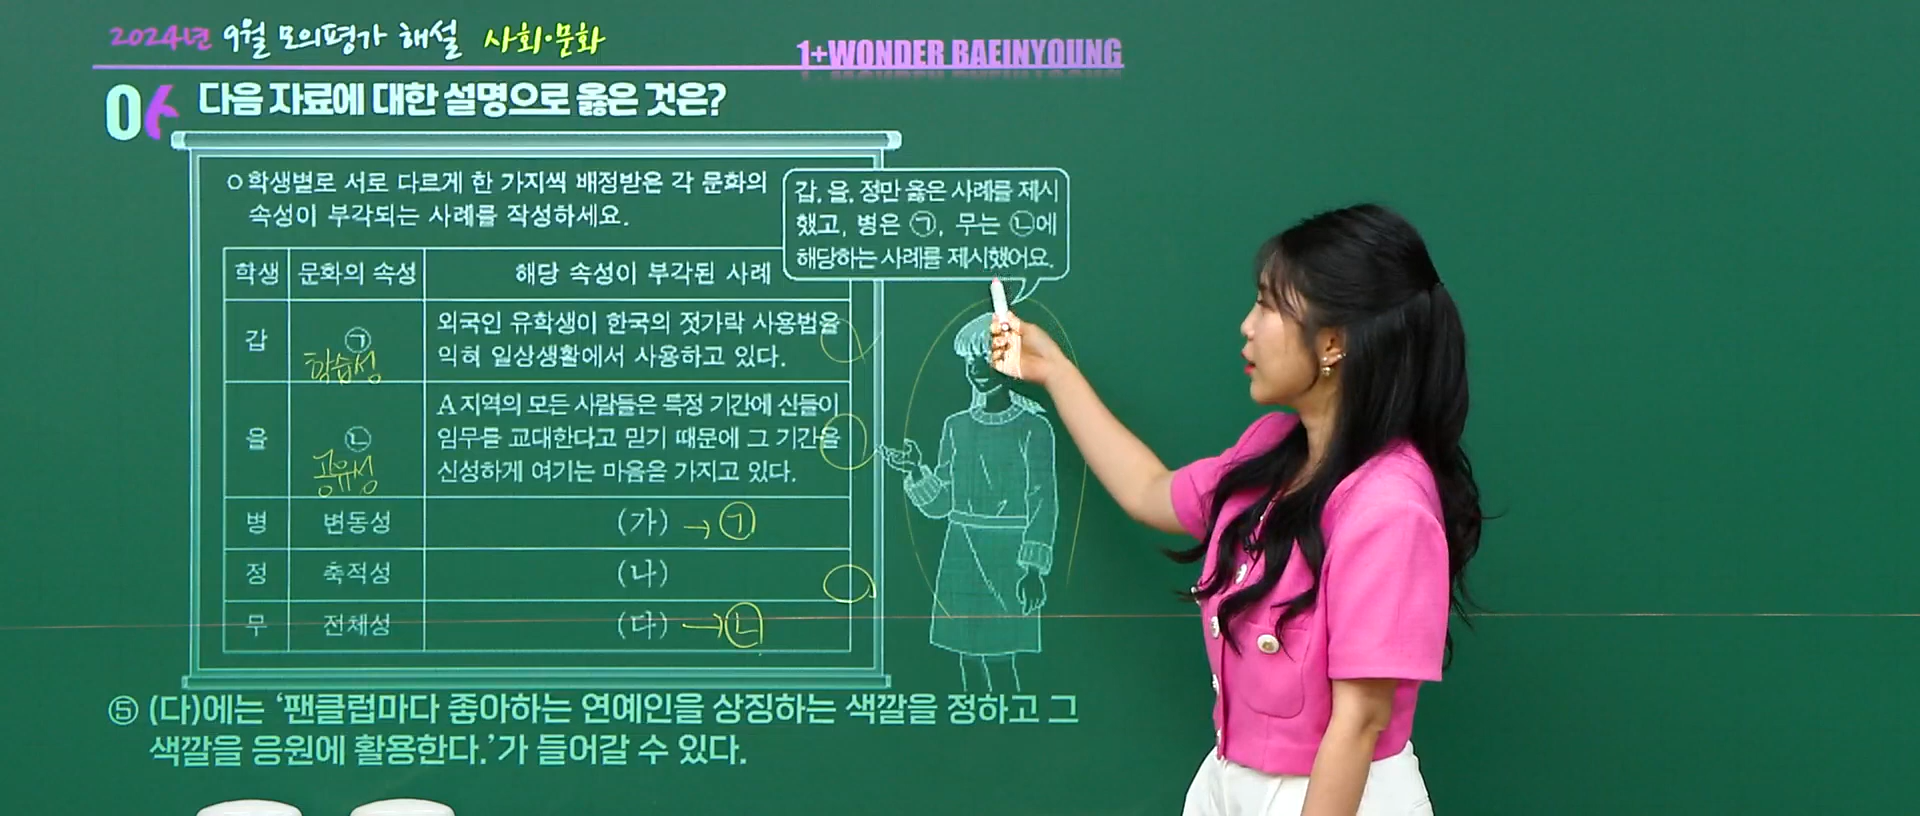 2024년 9월 모의평가 해설 사회·문화
1+WONDER BAEINYOUNG
06 다음 자료에 대한 설명으로 옳은 것은?
○ 학생별로 서로 다르게 한 가지씩 배정받은 각 문화의
속성이 부각되는 사례를 작성하세요.
갑, 을, 정만 옳은 사례를 제시
했고, 병은 ㉠, 무는 ㉡에
해당하는 사례를 제시했어요.
학생 문화의 속성 해당 속성이 부각된 사례
갑 ㉠ 학습성
외국인 유학생이 한국의 젓가락 사용법을
익혀 일상생활에서 사용하고 있다.
을 ㉡ 공유성
A 지역의 모든 사람들은 특정 기간에 신들이
임무를 교대한다고 믿기 때문에 그 기간을
신성하게 여기는 마음을 가지고 있다.
병 변동성 (가) → ㉠
정 축적성 (나)
무 전체성 (다) → ㉡
⑤ (다)에는 ‘팬클럽마다 좋아하는 연예인을 상징하는 색깔을 정하고 그
색깔을 응원에 활용한다.’가 들어갈 수 있다.